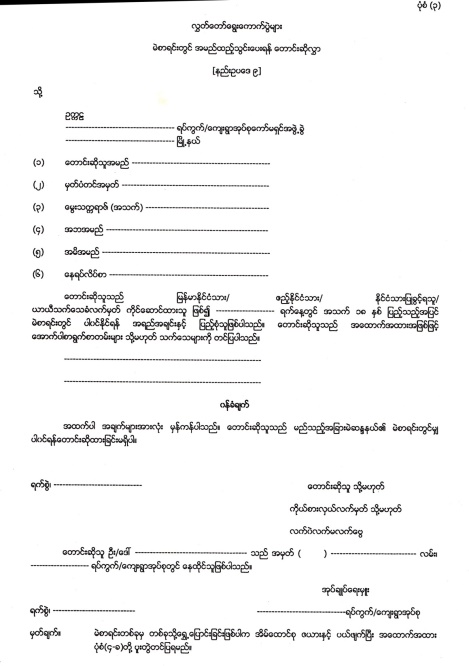 ပုံစံ (၃)
လွှတ်တော်ရွေးကောက်ပွဲများ
မဲစာရင်းတွင် အမည်ထည့်သွင်းပေးရန် တောင်းဆိုလွှာ
[နည်းဥပဒေ ၉]
သို့
ဥက္ကဋ္ဌ
---------------------------------- ရပ်ကွက်/ကျေးရွာအုပ်စုကော်မရှင်အဖွဲ့ခွဲ
---------------------------------- မြို့နယ်
(၁) တောင်းဆိုသူအမည် ------------------------------------------
(၂) မှတ်ပုံတင်အမှတ် ---------------------------------------------
(၃) မွေးသက္ကရာဇ် (အသက်) --------------------------------------
(၄) အဘအမည် --------------------------------------------------
(၅) အမိအမည် --------------------------------------------------
(၆) နေရပ်လိပ်စာ ------------------------------------------------
တောင်းဆိုသူသည် မြန်မာနိုင်ငံသား/ ဧည့်နိုင်ငံသား/ နိုင်ငံသားပြုခွင့်ရသူ/
ယာယီသက်သေခံလက်မှတ် ကိုင်ဆောင်ထားသူ ဖြစ်၍ ------------------ ရက်နေ့တွင် အသက် ၁၈ နှစ် ပြည့်သည့်အပြင်
မဲစာရင်းတွင် ပါဝင်နိုင်ရန် အရည်အချင်းနှင့် ပြည့်စုံသူဖြစ်ပါသည်။ တောင်းဆိုသူသည် အထောက်အထားအဖြစ်ဖြင့်
အောက်ပါစာရွက်စာတမ်းများ သို့မဟုတ် သက်သေများကို တင်ပြပါသည်။
------------------------------------------------------------
------------------------------------------------------------
ဝန်ခံချက်
အထက်ပါ အချက်များအားလုံး မှန်ကန်ပါသည်။ တောင်းဆိုသူသည် မည်သည့်အခြားမဲဆန္ဒနယ်၏ မဲစာရင်းတွင်မျှ
ပါဝင်ရန်တောင်းဆိုထားခြင်းမရှိပါ။
ရက်စွဲ၊ ---------------------------
တောင်းဆိုသူ သို့မဟုတ်
ကိုယ်စားလှယ်လက်မှတ် သို့မဟုတ်
လက်ဝဲလက်မလက်ဗွေ
တောင်းဆိုသူ ဦး/ဒေါ် ---------------------------------- သည် အမှတ် ( ) -------------------------- လမ်း၊
------------------ ရပ်ကွက်/ကျေးရွာအုပ်စုတွင် နေထိုင်သူဖြစ်ပါသည်။
အုပ်ချုပ်ရေးမှူး
ရက်စွဲ၊ -------------------------
---------------------------ရပ်ကွက်/ကျေးရွာအုပ်စု
မှတ်ချက်။ မဲစာရင်းတစ်ခုမှ တစ်ခုသို့ရွှေ့ပြောင်းခြင်းဖြစ်ပါက အိမ်ထောင်စု ဇယားနှင့် ပယ်ဖျက်ပြီး အထောက်အထား
ပုံစံ(၄-ခ)တို့ ပူးတွဲတင်ပြရမည်။